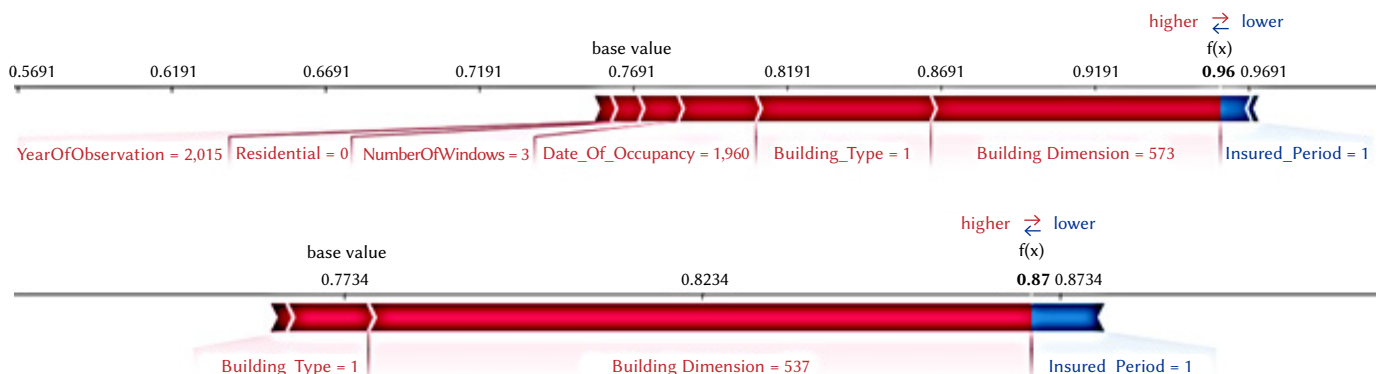 higher ⇄ lower
base value f(x)
0.5691 0.6191 0.6691 0.7191 0.7691 0.8191 0.8691 0.9191 0.96 0.9691
YearOfObservation = 2,015 Residential = 0 NumberOfWindows = 3 Date_Of_Occupancy = 1,960 Building_Type = 1 Building Dimension = 573 Insured_Period = 1
higher ⇄ lower
base value f(x)
0.7734 0.8234 0.87 0.8734
Building_Type = 1 Building Dimension = 537 Insured_Period = 1